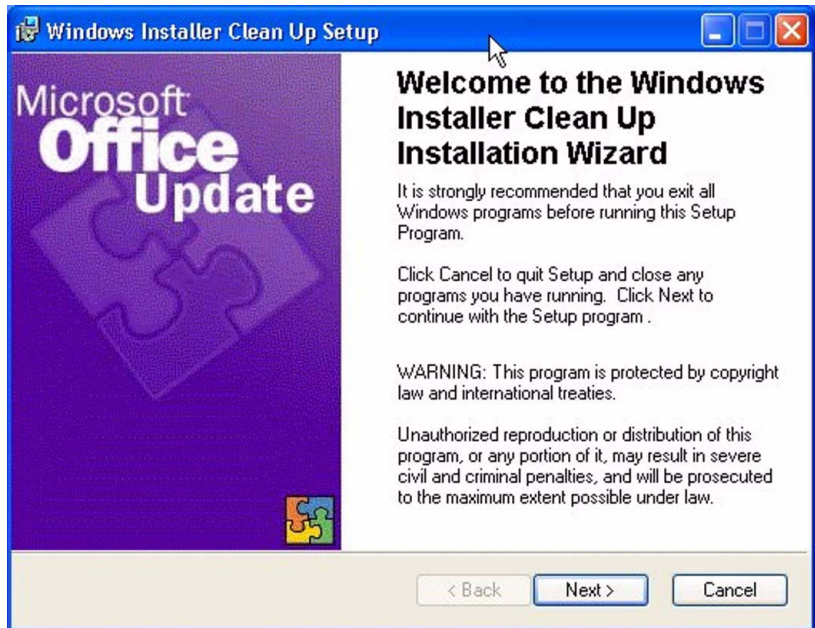 Windows Installer Clean Up Setup
Microsoft
Office
Update
Welcome to the Windows
Installer Clean Up
Installation Wizard
It is strongly recommended that you exit all
Windows programs before running this Setup
Program.
Click Cancel to quit Setup and close any
programs you have running. Click Next to
continue with the Setup program .
WARNING: This program is protected by copyright
law and international treaties.
Unauthorized reproduction or distribution of this
program, or any portion of it, may result in severe
civil and criminal penalties, and will be prosecuted
to the maximum extent possible under law.
< Back
Next >
Cancel